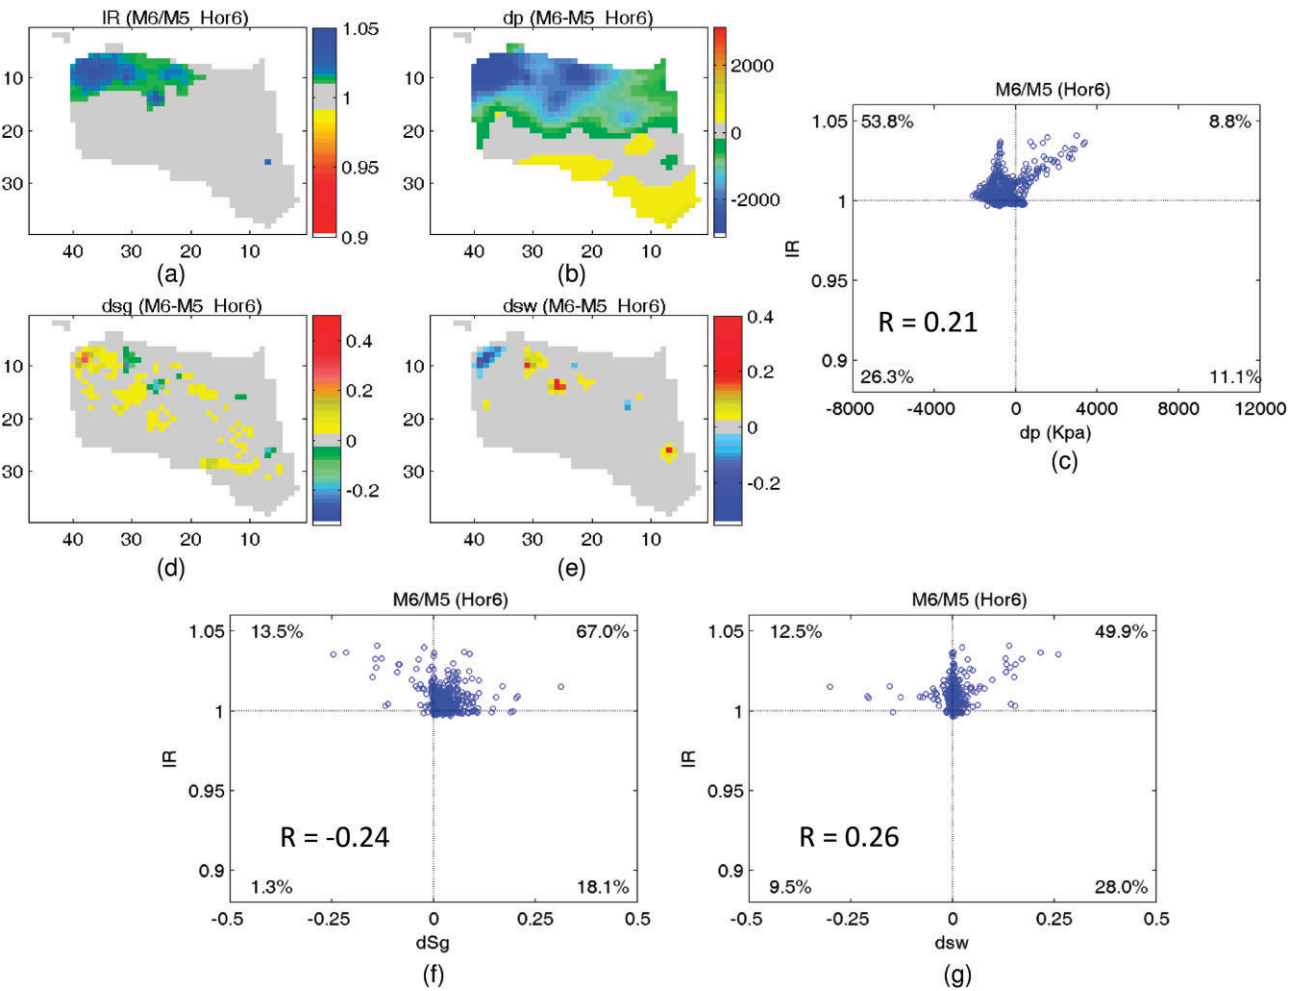 IR (M6/M5 Hor6)
10
20
30
40 30 20 10
1.05
1
0.95
0.9
(a)
dp (M6-M5 Hor6)
10
20
30
40 30 20 10
2000
0
-2000
(b)
M6/M5 (Hor6)
1.05
1
0.95
0.9
IR
53.8%
8.8%
R = 0.21
26.3%
11.1%
-8000 -4000 0 4000 8000 12000
dp (Kpa)
(c)
dsg (M6-M5 Hor6)
10
20
30
40 30 20 10
0.4
0.2
0
-0.2
(d)
dsw (M6-M5 Hor6)
10
20
30
40 30 20 10
0.4
0.2
0
-0.2
(e)
M6/M5 (Hor6)
1.05
1
0.95
0.9
IR
13.5%
67.0%
R = -0.24
1.3%
18.1%
-0.5 -0.25 0 0.25 0.5
dSg
(f)
M6/M5 (Hor6)
1.05
1
0.95
0.9
IR
12.5%
49.9%
R = 0.26
9.5%
28.0%
-0.5 -0.25 0 0.25 0.5
dsw
(g)